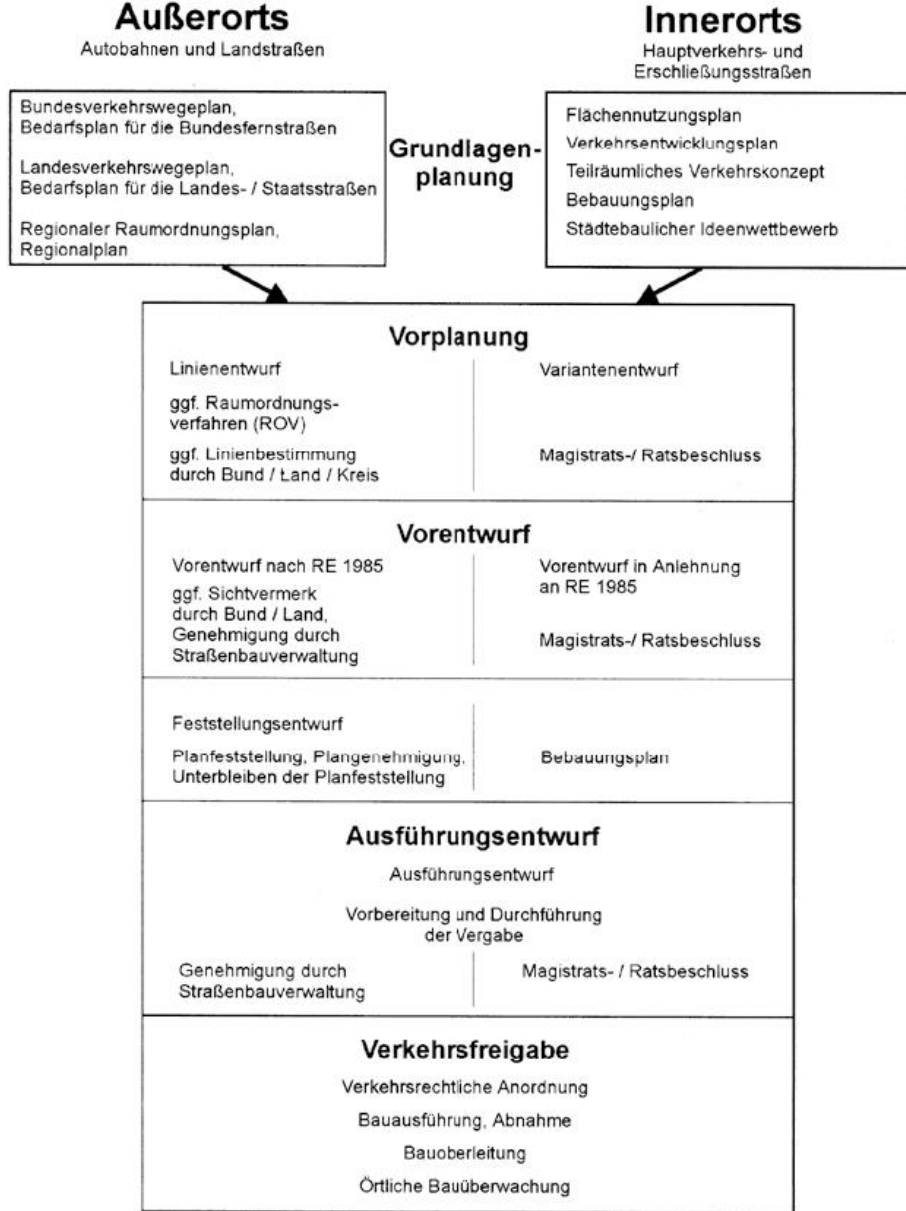 Außerorts
Autobahnen und Landstraßen
Innerorts
Hauptverkehrs- und
Erschließungsstraßen
Bundesverkehrswegeplan,
Bedarfsplan für die Bundesfernstraßen
Landesverkehrswegeplan,
Bedarfsplan für die Landes- / Staatsstraßen
Regionaler Raumordnungsplan,
Regionalplan
Grundlagen-
planung
Flächennutzungsplan
Verkehrsentwicklungsplan
Teilräumliches Verkehrskonzept
Bebauungsplan
Städtebaulicher Ideenwettbewerb
Vorplanung
Linienentwurf
ggf. Raumordnungs-
verfahren (ROV)
ggf. Linienbestimmung
durch Bund / Land / Kreis
Variantenentwurf
Magistrats-/ Ratsbeschluss
Vorentwurf
Vorentwurf nach RE 1985
ggf. Sichtvermerk
durch Bund / Land,
Genehmigung durch
Straßenbauverwaltung
Vorentwurf in Anlehnung
an RE 1985
Magistrats-/ Ratsbeschluss
Feststellungsentwurf
Planfeststellung, Plangenehmigung,
Unterbleiben der Planfeststellung
Bebauungsplan
Ausführungsentwurf
Ausführungsentwurf
Vorbereitung und Durchführung
der Vergabe
Genehmigung durch
Straßenbauverwaltung
Magistrats- / Ratsbeschluss
Verkehrsfreigabe
Verkehrsrechtliche Anordnung
Bauausführung, Abnahme
Bauoberleitung
Örtliche Bauüberwachung